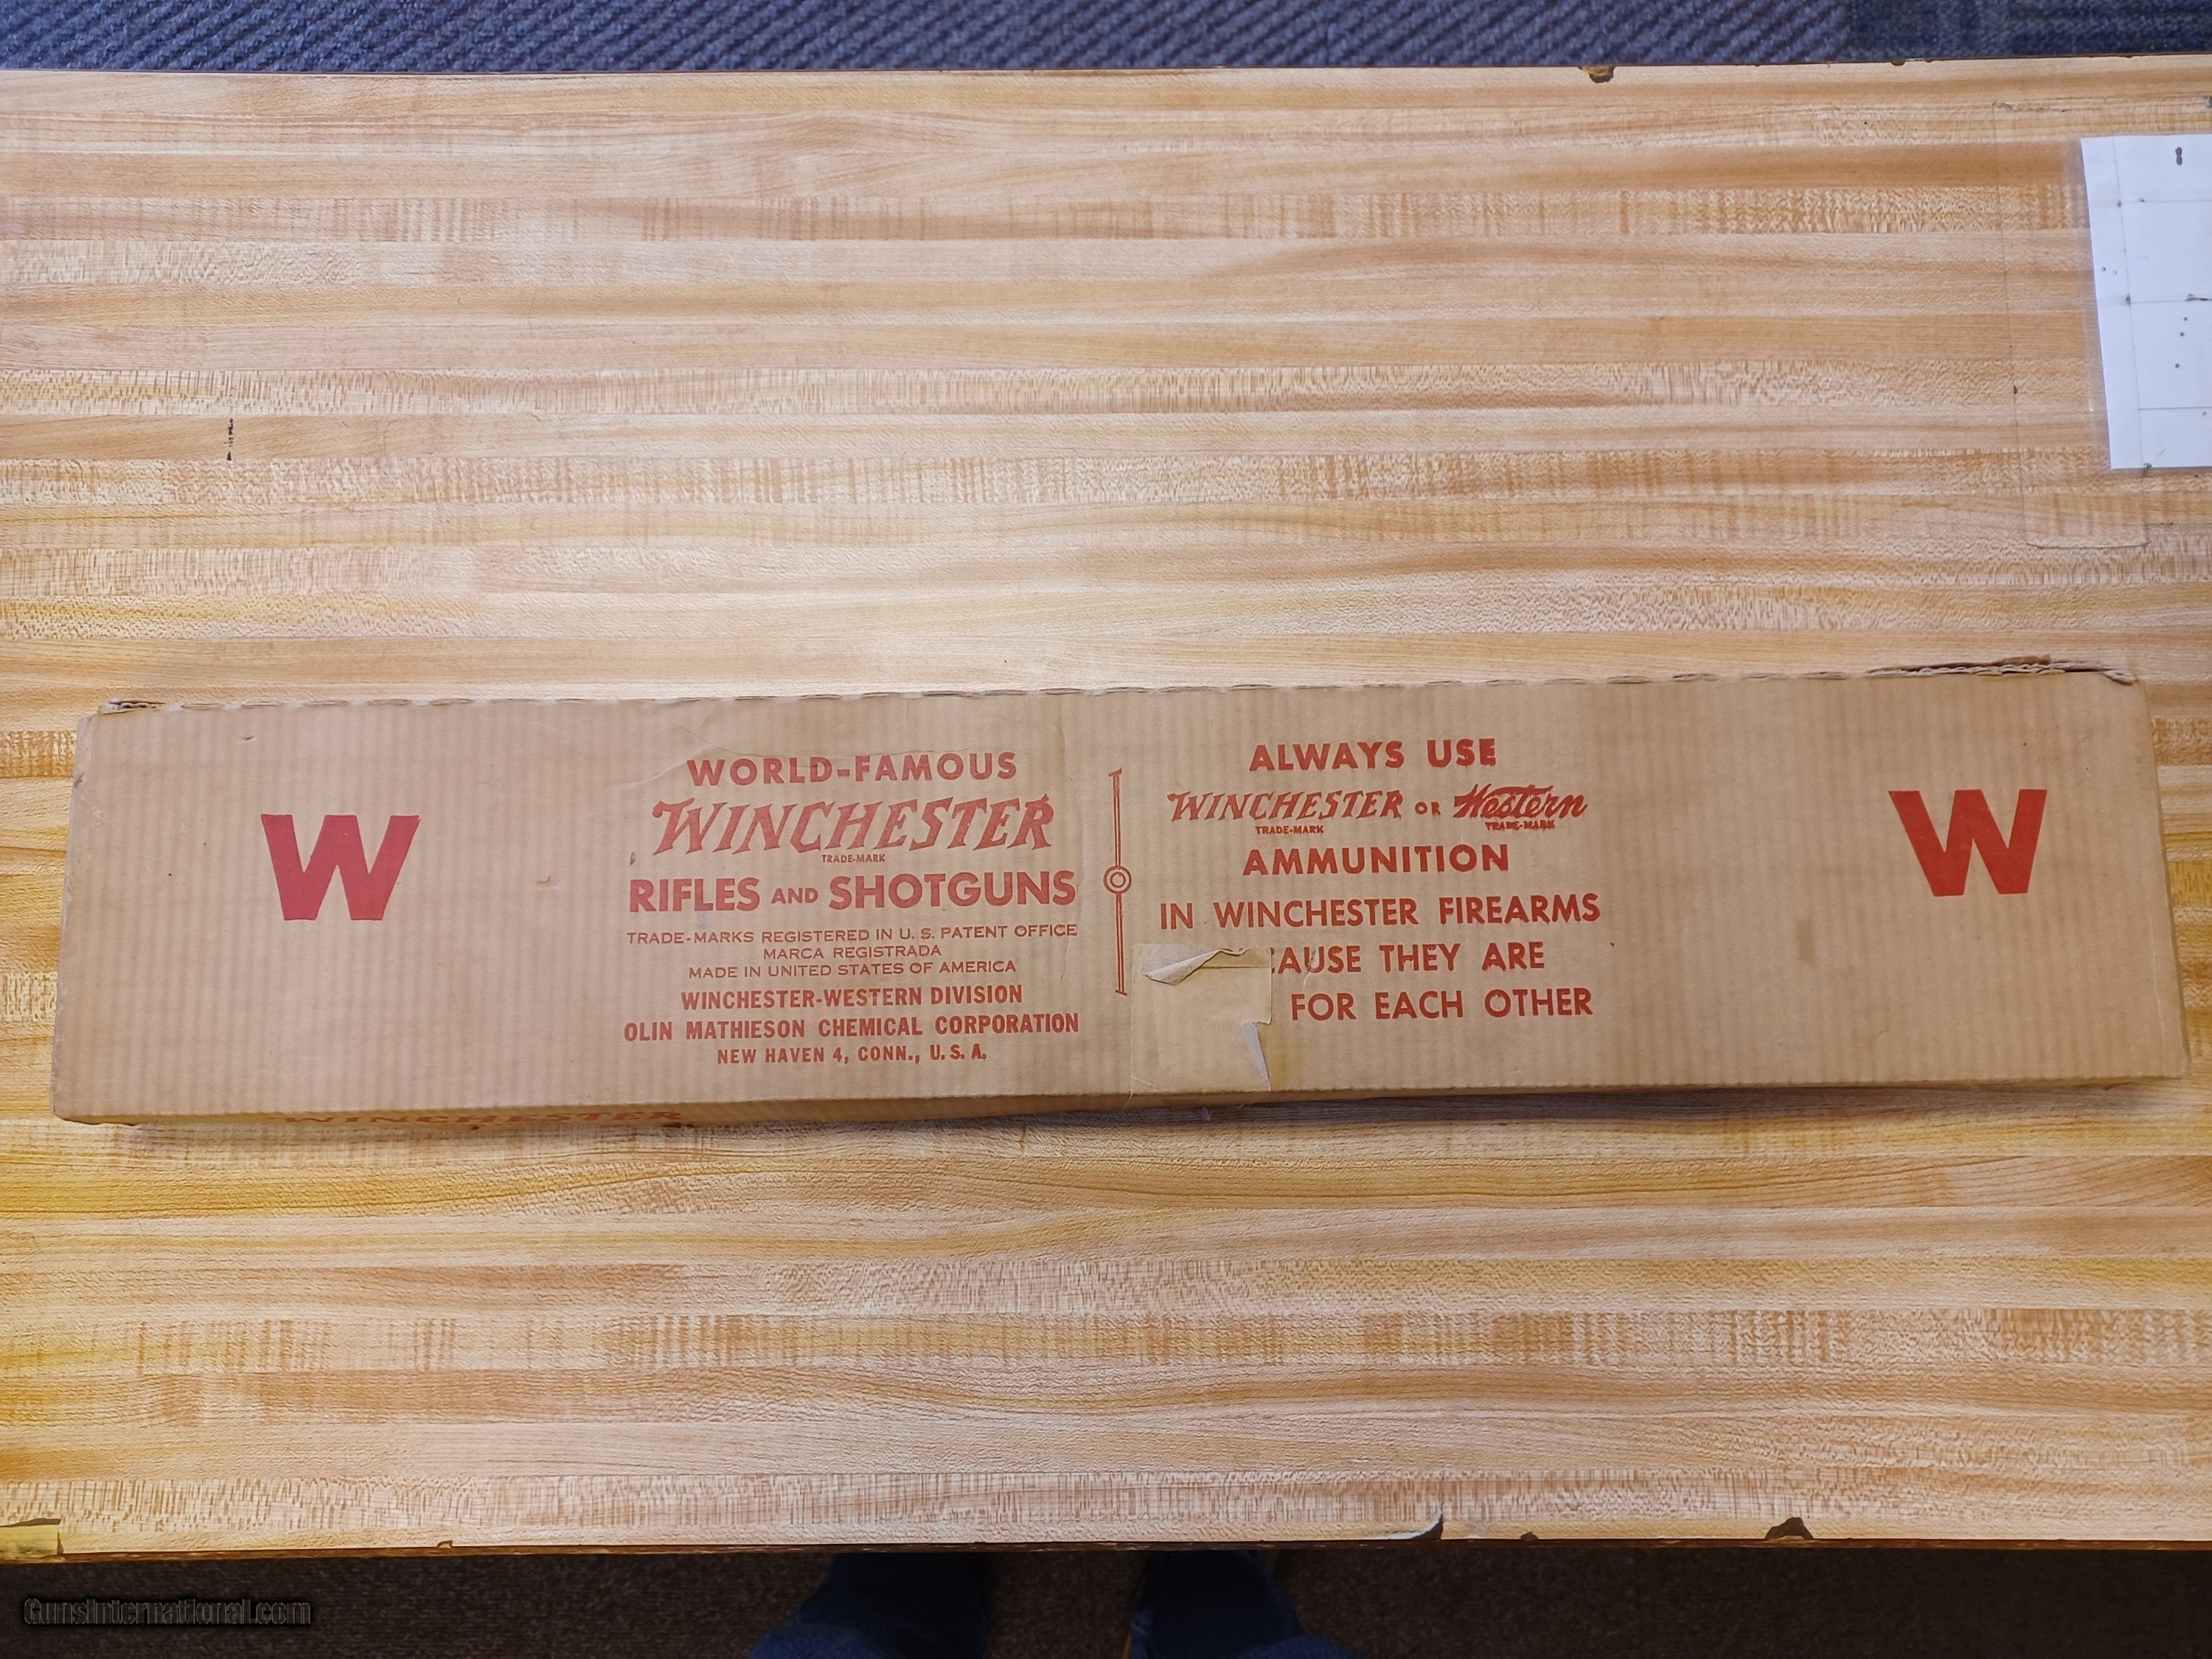 W
WORLD-FAMOUS
WINCHESTER
TRADE-MARK
RIFLES AND SHOTGUNS
TRADE-MARKS REGISTERED IN U. S. PATENT OFFICE
MARCA REGISTRADA
MADE IN UNITED STATES OF AMERICA
WINCHESTER-WESTERN DIVISION
OLIN MATHIESON CHEMICAL CORPORATION
NEW HAVEN 4, CONN., U. S. A.
ALWAYS USE
WINCHESTER OR Western
TRADE-MARK TRADE-MARK
AMMUNITION
IN WINCHESTER FIREARMS
THEY ARE
FOR EACH OTHER
W
WINCHESTER
GunsInternational.com